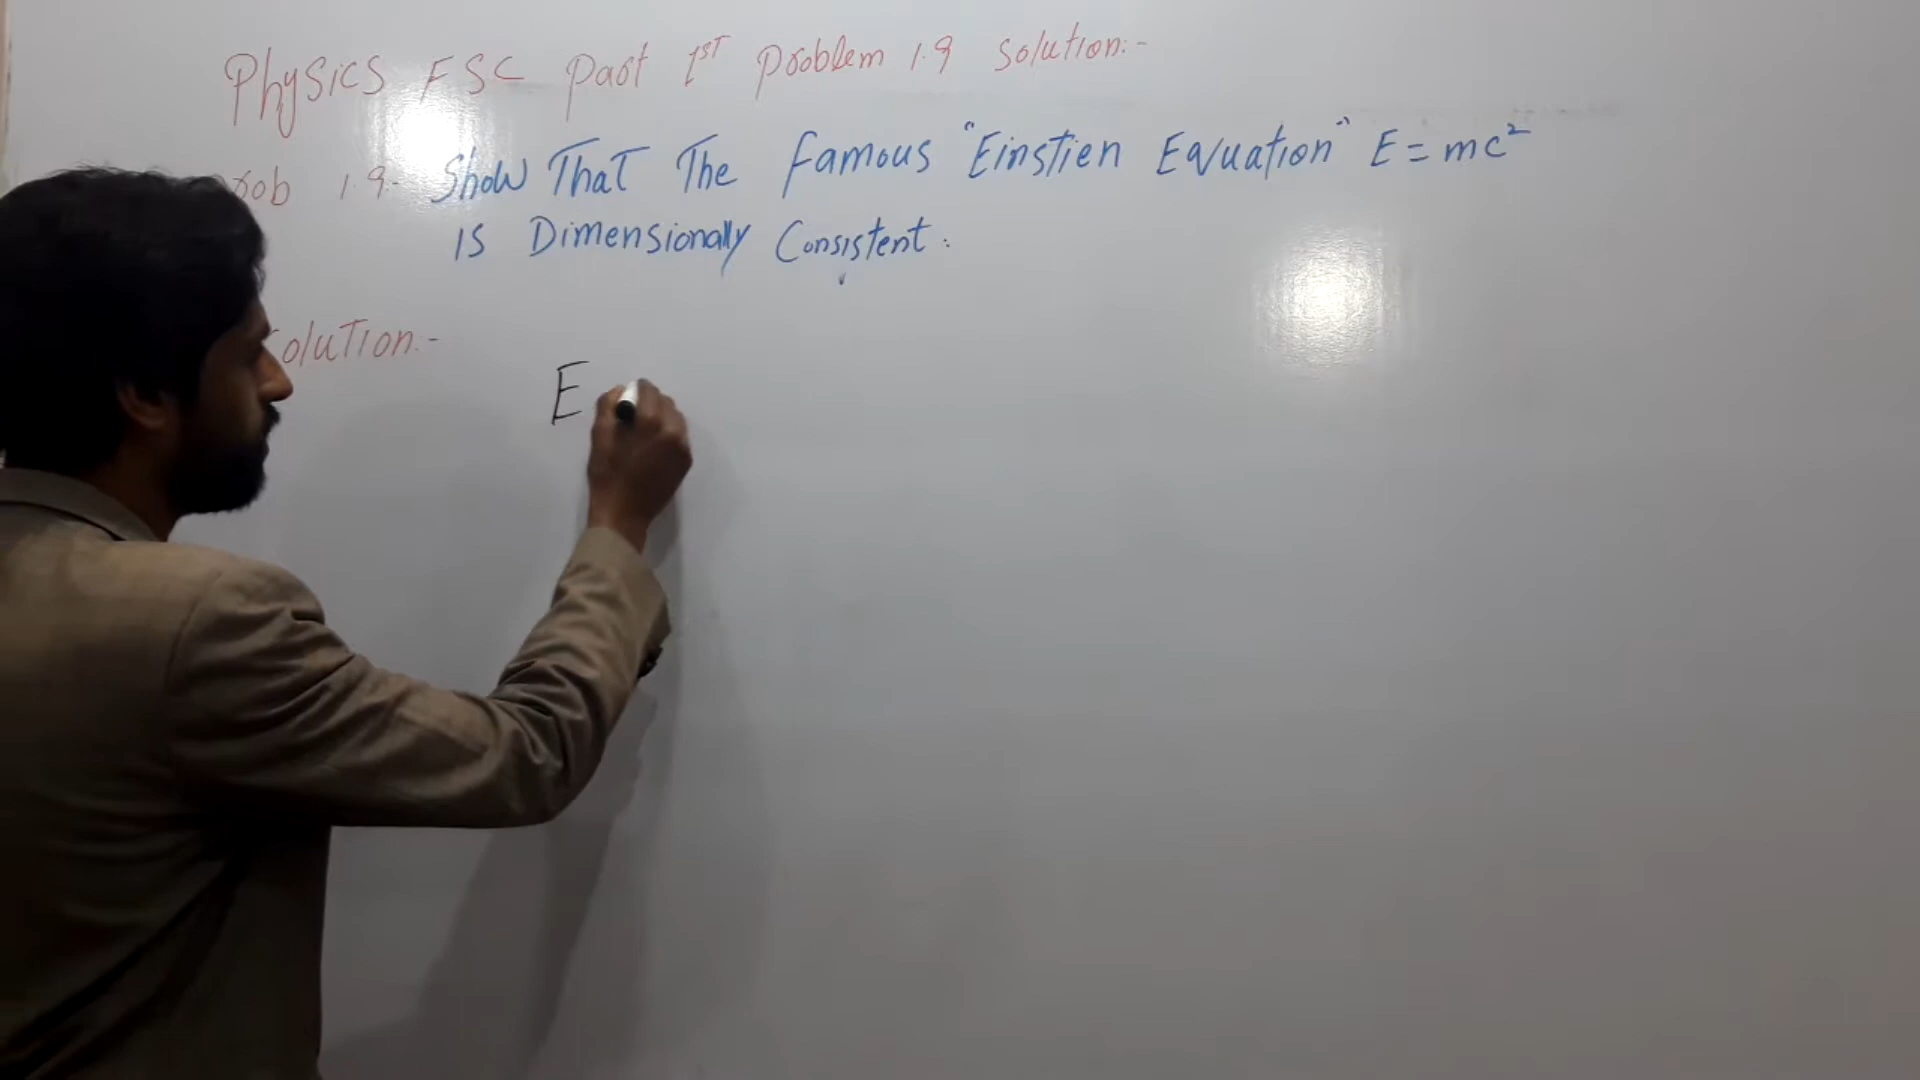 Physics FSC Part 1ST Problem 1.9 Solution:-
rob 1.9:- Show That The famous "Einstien Equation" E = mc²
is Dimensionally Consistent.
olution:-
E